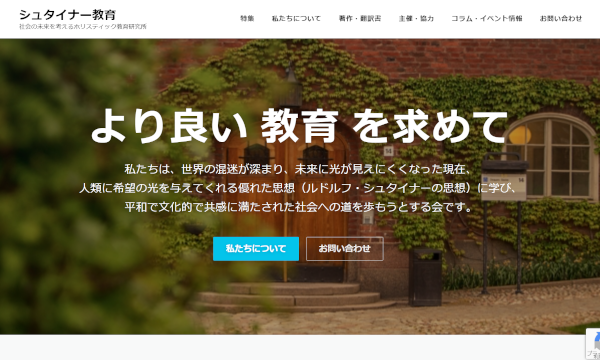 シュタイナー教育
社会の未来を考えるホリスティック教育研究所
特集 私たちについて 著作・翻訳書 主催・協力 コラム・イベント情報 お問い合わせ
より良い 教育 を求めて
私たちは、世界の混迷が深まり、未来に光が見えにくくなった現在、
人類に希望の光を与えてくれる優れた思想（ルドルフ・シュタイナーの思想）に学び、
平和で文化的で共感に満たされた社会への道を歩もうとする会です。
私たちについて お問い合わせ